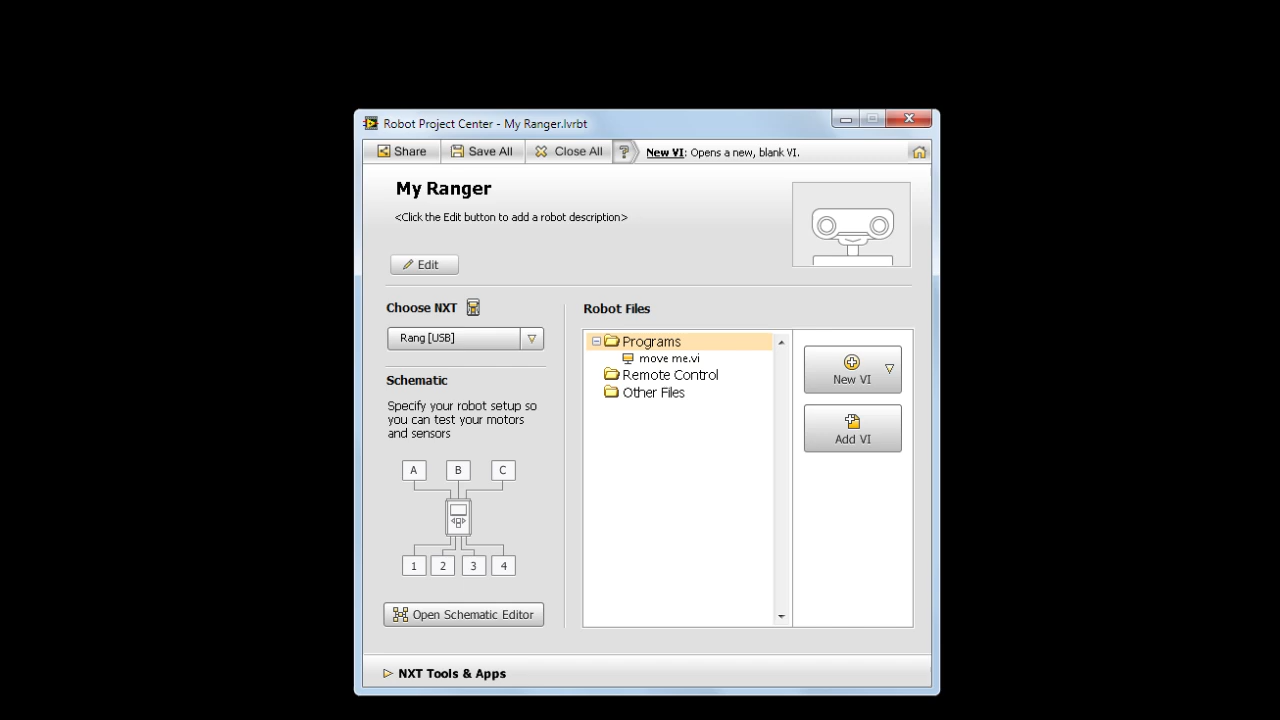 Robot Project Center - My Ranger.lvrbt
Share Save All Close All ? New VI: Opens a new, blank VI.
My Ranger
<Click the Edit button to add a robot description>
Edit
Choose NXT
Rang [USB]
Schematic
Specify your robot setup so
you can test your motors
and sensors
A B C
1 2 3 4
Open Schematic Editor
Robot Files
Programs
move me.vi
Remote Control
Other Files
New VI
Add VI
NXT Tools & Apps